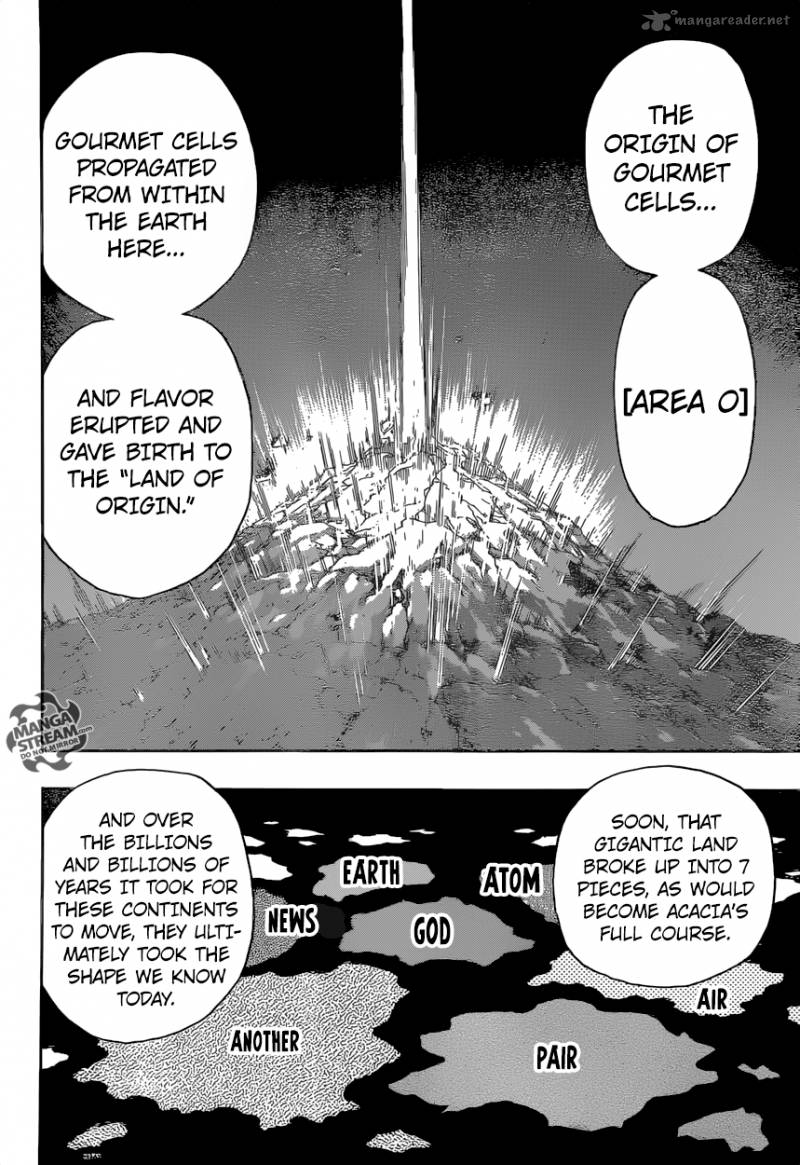 mangareader.net
THE
ORIGIN OF
GOURMET
CELLS...
[AREA 0]
GOURMET CELLS
PROPAGATED
FROM WITHIN
THE EARTH
HERE...
AND FLAVOR
ERUPTED AND
GAVE BIRTH TO
THE "LAND OF
ORIGIN."
MANGA
STREAM.com
DO NOT MIRROR
SOON, THAT
GIGANTIC LAND
BROKE UP INTO 7
PIECES, AS WOULD
BECOME ACACIA'S
FULL COURSE.
EARTH
ATOM
NEWS
GOD
AIR
ANOTHER
PAIR
AND OVER
THE BILLIONS
AND BILLIONS OF
YEARS IT TOOK FOR
THESE CONTINENTS
TO MOVE, THEY ULTI-
MATELY TOOK THE
SHAPE WE KNOW
TODAY.